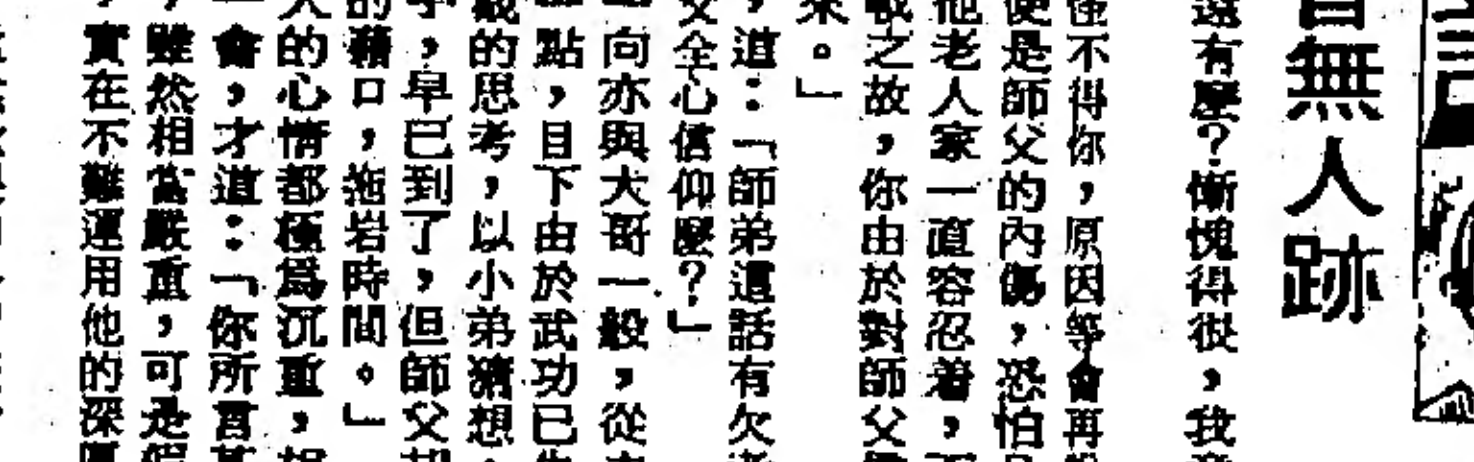 無人跡
還有麼？慚愧得很，我
怪不得你，原因等會再
便是師父的內傷，恐怕
他老人家一直容忍着，
戰之故，你由於對師父
來。」
，道：「師弟這話有欠
父全心信仰麼？」
向亦與大哥一般，從
點，目下由於武功已
的思考，以小弟猜想，
，早已到了，但師父却
的藉口，拖岩時間。」
人的心情都極爲沉重，
一會，才道：「你所言甚
，雖然相當嚴重，可是
，實在不難運用他的深